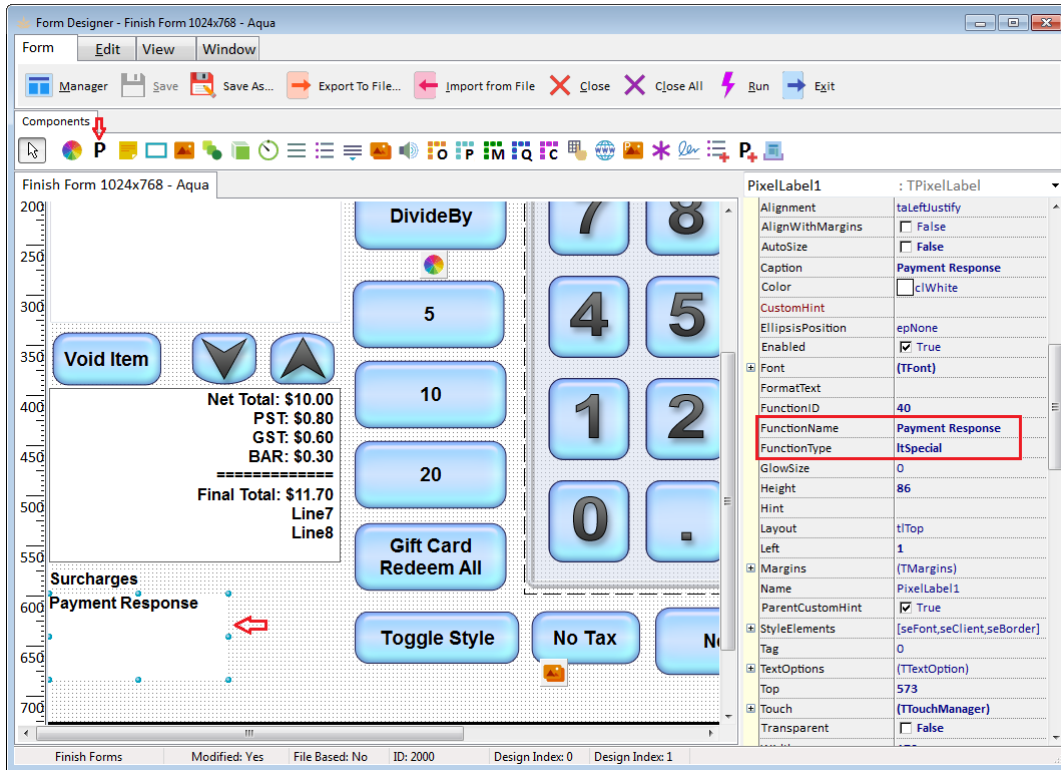 Form Designer - Finish Form 1024x768 - Aqua
Form Edit View Window
Manager Save Save As... Export To File... Import from File Close Close All Run Exit
Components
P O P M Q C P
Finish Form 1024x768 - Aqua
200
250
300
350
400
450
500
550
600
650
700
DivideBy
7 8
5
4 5
Void Item
10
1 2
Net Total: $10.00
PST: $0.80
GST: $0.60
BAR: $0.30
=============
Final Total: $11.70
Line7
Line8
20
0 .
Gift Card
Redeem All
Surcharges
Payment Response
Toggle Style No Tax
PixelLabel1 : TPixelLabel
Alignment taLeftJustify
AlignWithMargins False
AutoSize False
Caption Payment Response
Color clWhite
CustomHint
EllipsisPosition epNone
Enabled True
Font (TFont)
FormatText
FunctionID 40
FunctionName Payment Response
FunctionType ltSpecial
GlowSize 0
Height 86
Hint
Layout tlTop
Left 1
Margins (TMargins)
Name PixelLabel1
ParentCustomHint True
StyleElements [seFont,seClient,seBorder]
Tag 0
TextOptions (TTextOption)
Top 573
Touch (TTouchManager)
Transparent False
Finish Forms Modified: Yes File Based: No ID: 2000 Design Index: 0 Design Index: 1